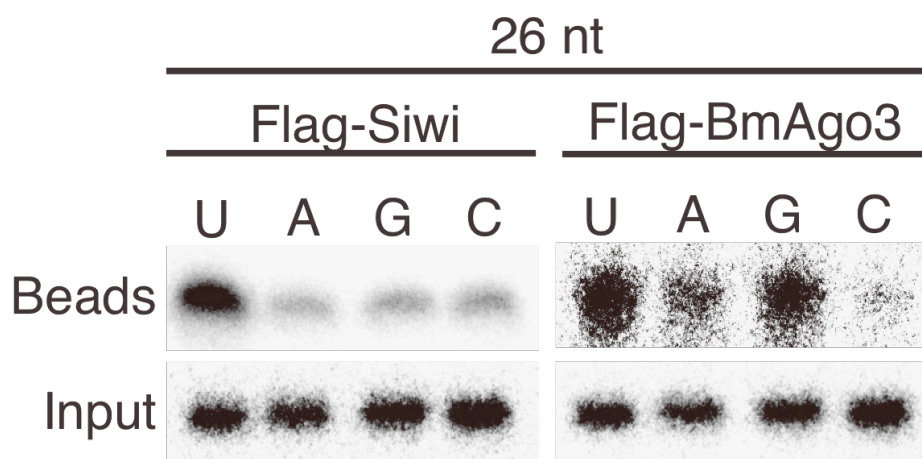 26 nt
Flag-Siwi Flag-BmAgo3
U A G C U A G C
Beads
Input